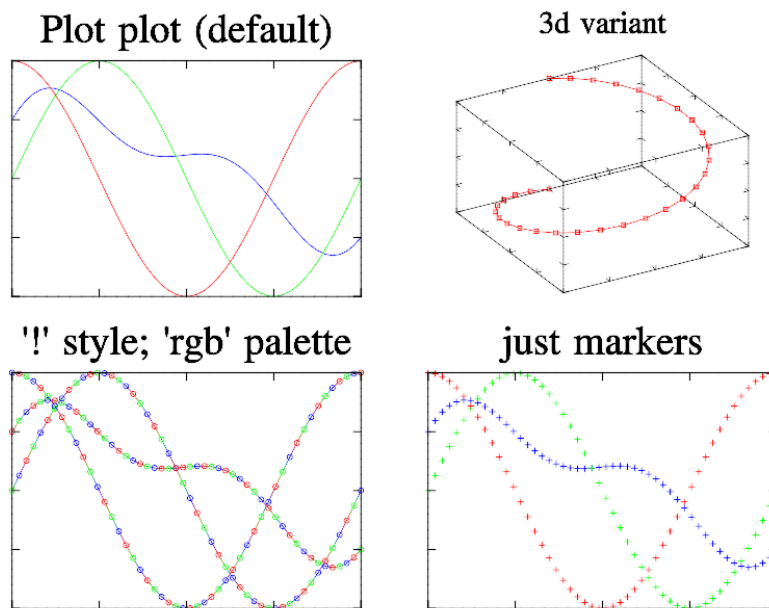 Plot plot (default)
3d variant
'!' style; 'rgb' palette
just markers